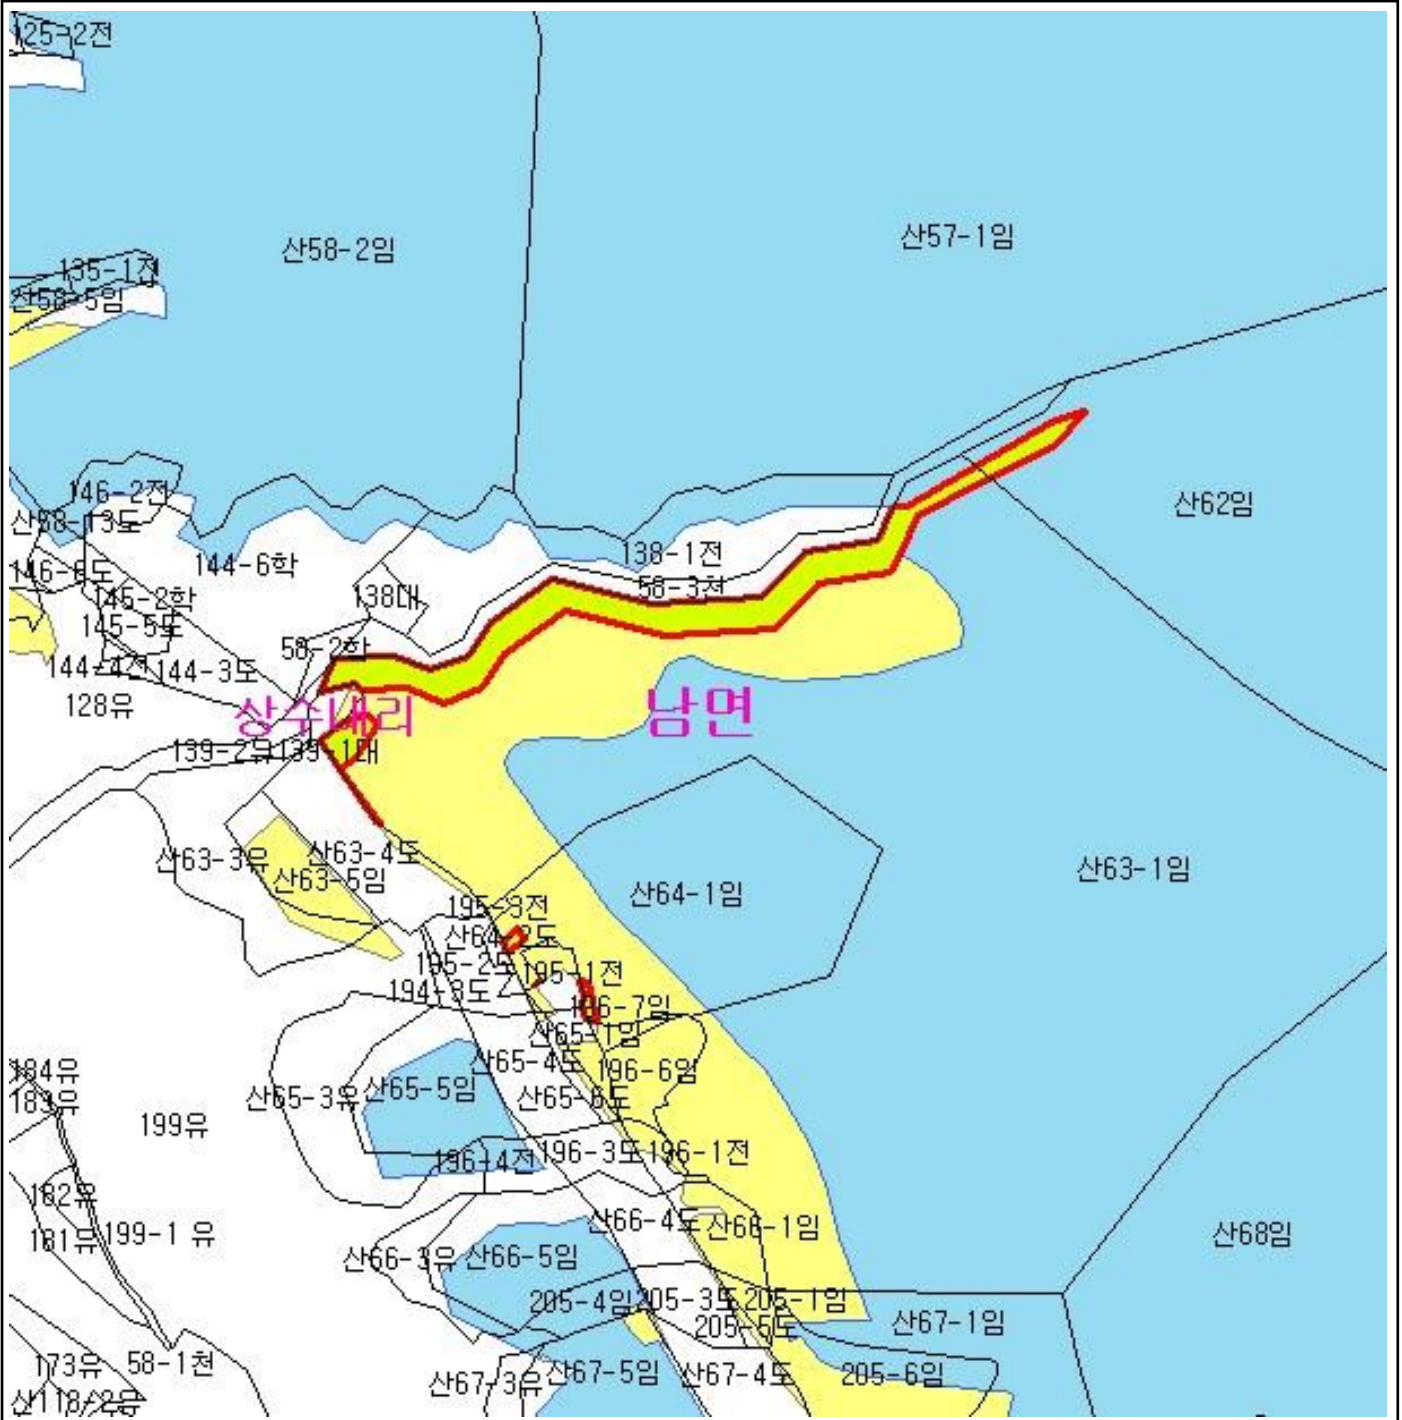 125-2전
산57-1임
산58-2임
135-1전
산58-5임
146-2전
산62임
산58-13도
138-1전
144-6학
146-6도
58-3천
145-2학
138대
145-5도
58-2학
144-4전
144-3도
128유
상수내리
남면
139-2유
139-1대
산63-3유
산63-4도
산63-1임
산63-5임
산64-1임
195-3전
산64-2도
195-2도
195-1전
194-3도
196-7임
산65-1임
산65-4도
184유
196-6임
산65-5임
산65-3유
산65-6도
183유
199유
196-3도
196-1전
196-4전
182유
산66-4도
산66-1임
199-1 유
산68임
181유
산66-3유
산66-5임
205-4임
205-3도
205-1임
산67-1임
205-5도
173유
58-1천
산67-5임
산67-4도
205-6임
산67-3유
산118-2유